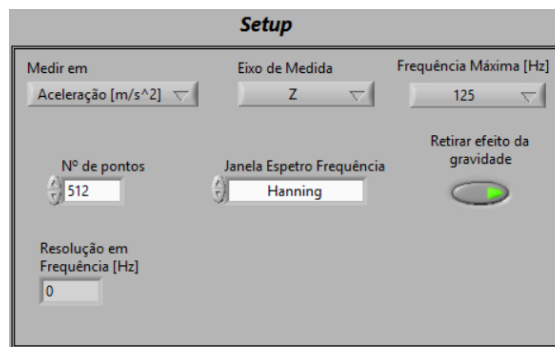 Setup
Medir em
Aceleração [m/s^2]
Eixo de Medida
Z
Frequência Máxima [Hz]
125
Nº de pontos
512
Janela Espetro Frequência
Hanning
Retirar efeito da
gravidade
Resolução em
Frequência [Hz]
0